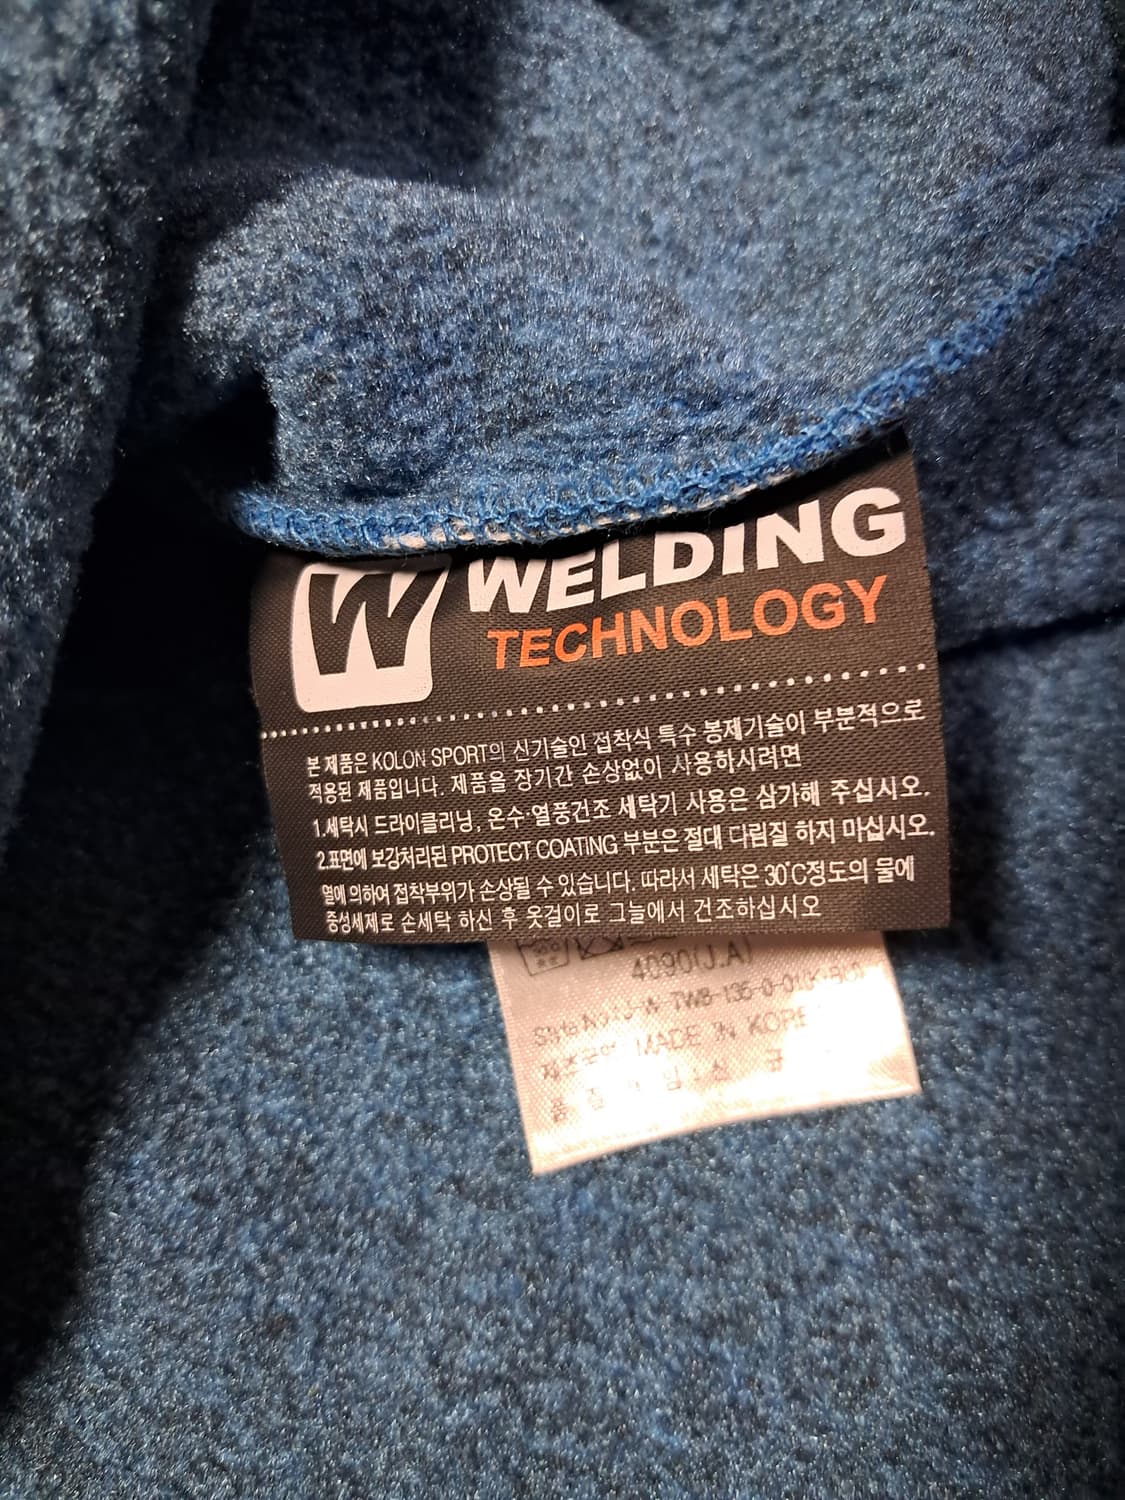 W WELDING
TECHNOLOGY
본 제품은 KOLON SPORT의 신기술인 접착식 특수 봉제기술이 부분적으로
적용된 제품입니다. 제품을 장기간 손상없이 사용하시려면
1.세탁시 드라이클리닝, 온수·열풍건조 세탁기 사용은 삼가해 주십시오.
2.표면에 보강처리된 PROTECT COATING 부분은 절대 다림질 하지 마십시오.
열에 의하여 접착부위가 손상될 수 있습니다. 따라서 세탁은 30°C정도의 물에
중성세제로 손세탁 하신 후 옷걸이로 그늘에서 건조하십시오
4090(J.A)
TWB-135-0-01
MADE IN KORE